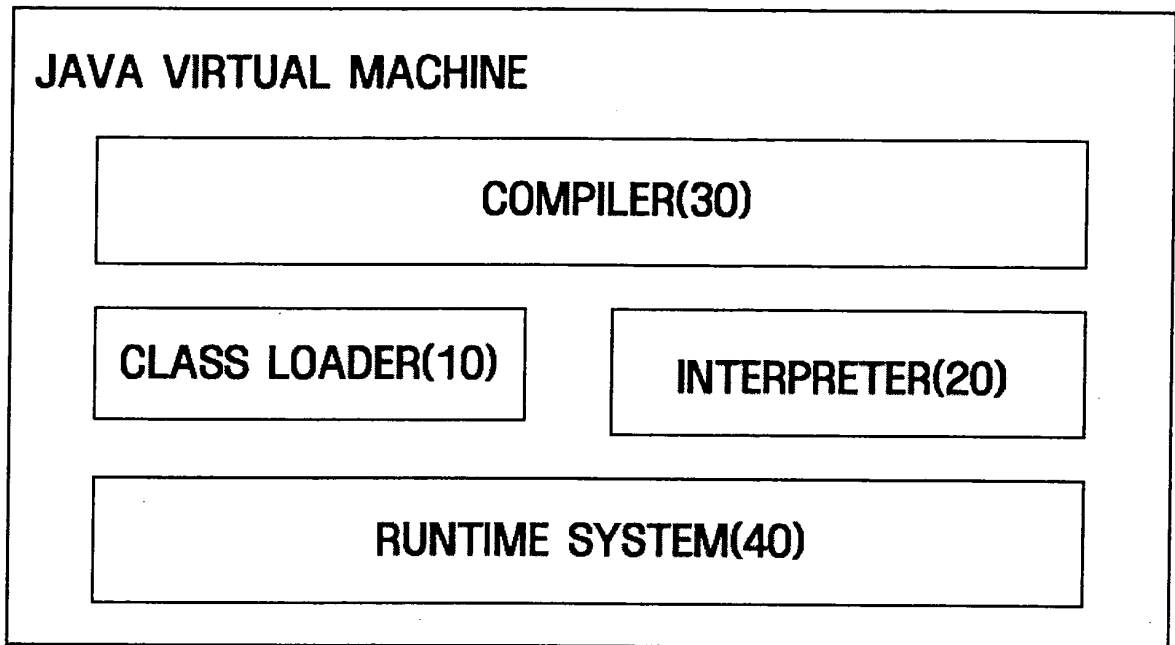 JAVA VIRTUAL MACHINE
COMPILER(30)
CLASS LOADER(10)
INTERPRETER(20)
RUNTIME SYSTEM(40)